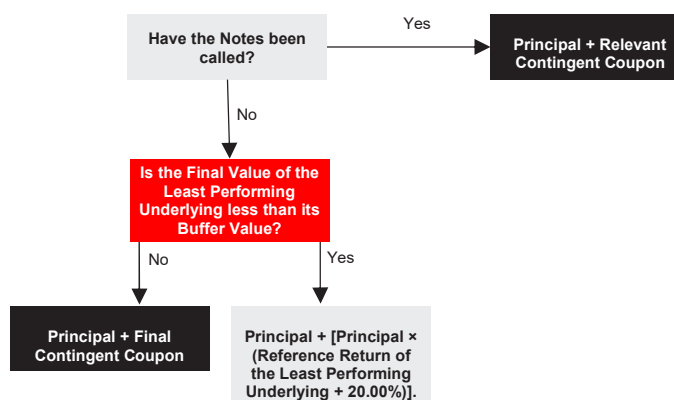 Have the Notes been
called?
Yes
Principal + Relevant
Contingent Coupon
No
Is the Final Value of the
Least Performing
Underlying less than its
Buffer Value?
No
Yes
Principal + Final
Contingent Coupon
Principal + [Principal ×
(Reference Return of
the Least Performing
Underlying + 20.00%)].